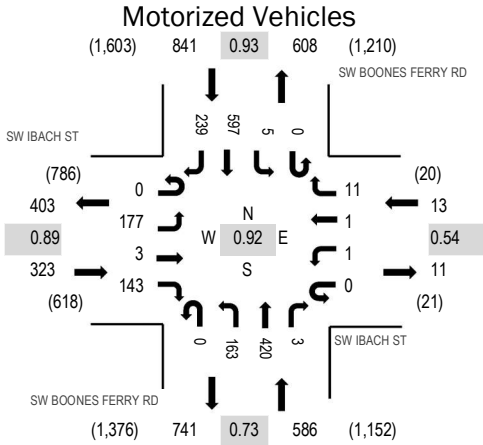 Motorized Vehicles
(1,603) 841 0.93 608 (1,210)
SW BOONES FERRY RD
239 597 5 0
SW IBACH ST
(786) (20)
403 0 11 13
177 N 1
0.89 W 0.92 E 0.54
3 S 1
323 143 0 11
(618) (21)
0 163 420 3
SW IBACH ST
SW BOONES FERRY RD
(1,376) 741 0.73 586 (1,152)